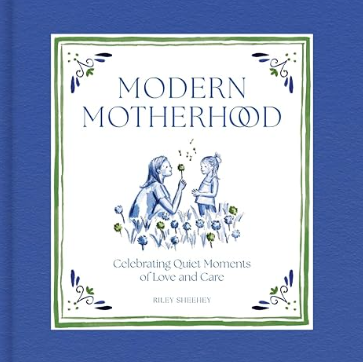 MODERN
MOTHERHOOD
Celebrating Quiet Moments
of Love and Care
RILEY SHEEHEY